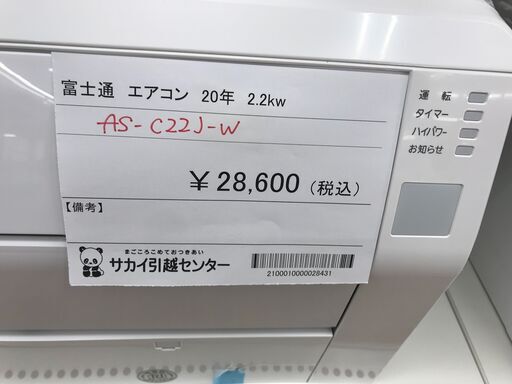 富士通 エアコン 20年 2.2kw
AS-C22J-W
￥28,600（税込）
【備考】
まごころこめておつきあい
サカイ引越センター
2100010000028431
運 転
タイマー
ハイパワー
お知らせ